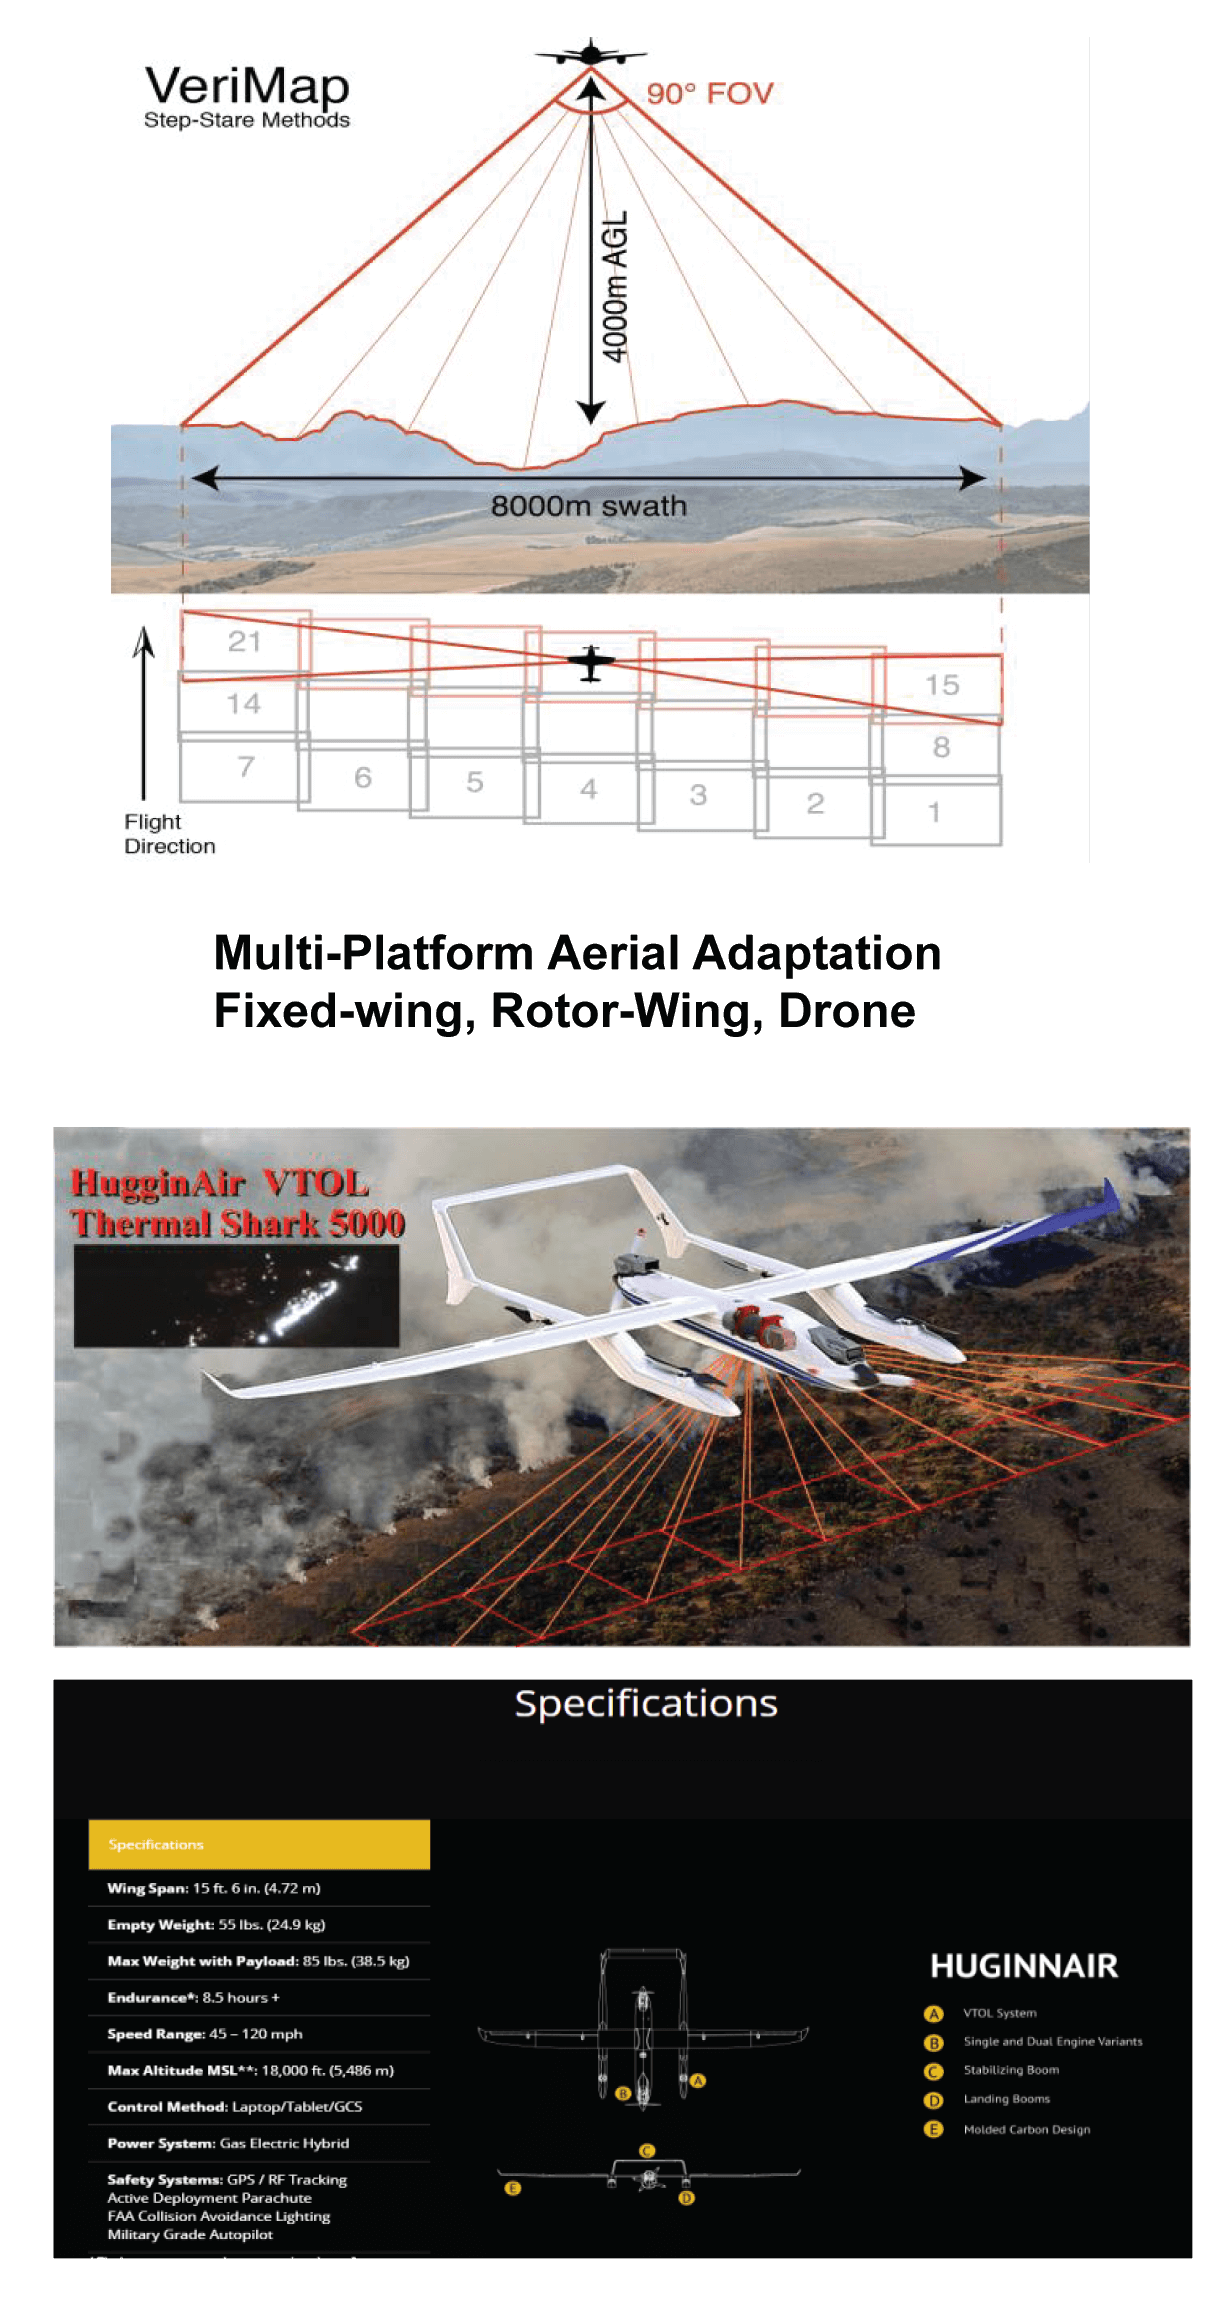 VeriMap
Step-Stare Methods
90° FOV
4000m AGL
8000m swath
21
15
14
8
7
6
5
4
3
2
1
Flight
Direction
Multi-Platform Aerial Adaptation
Fixed-wing, Rotor-Wing, Drone
HugginAir VTOL
Thermal Shark 5000
Specifications
Specifications
Wing Span: 15 ft. 6 in. (4.72 m)
Empty Weight: 55 lbs. (24.9 kg)
Max Weight with Payload: 85 lbs. (38.5 kg)
Endurance*: 8.5 hours +
Speed Range: 45 – 120 mph
Max Altitude MSL**: 18,000 ft. (5,486 m)
Control Method: Laptop/Tablet/GCS
Power System: Gas Electric Hybrid
Safety Systems: GPS / RF Tracking
Active Deployment Parachute
FAA Collision Avoidance Lighting
Military Grade Autopilot
A
B
C
D
E
HUGINNAIR
A VTOL System
B Single and Dual Engine Variants
C Stabilizing Boom
D Landing Booms
E Molded Carbon Design